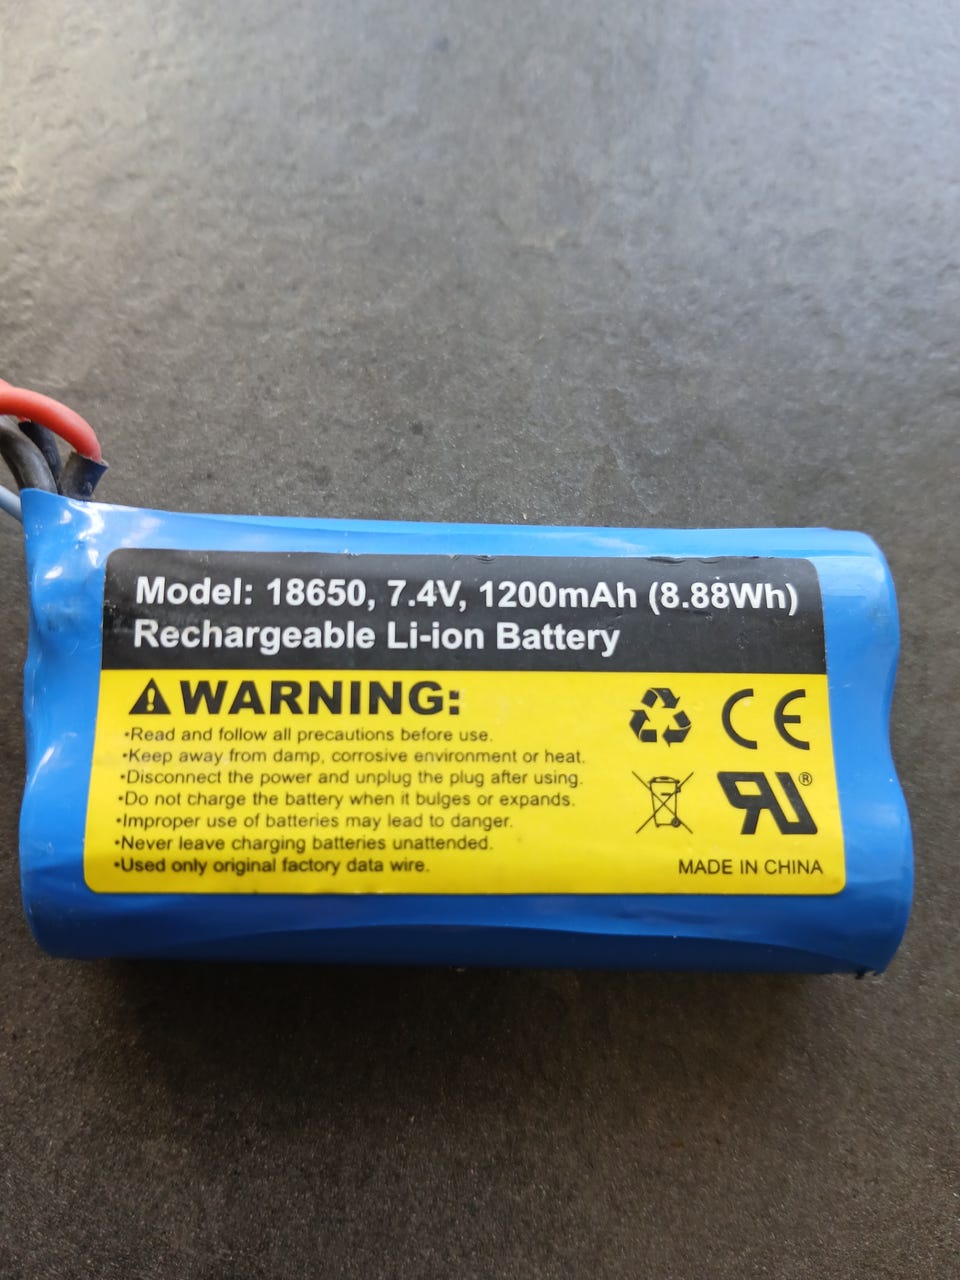 Model: 18650, 7.4V, 1200mAh (8.88Wh)
Rechargeable Li-ion Battery
WARNING:
•Read and follow all precautions before use.
•Keep away from damp, corrosive environment or heat.
•Disconnect the power and unplug the plug after using.
•Do not charge the battery when it bulges or expands.
•Improper use of batteries may lead to danger.
•Never leave charging batteries unattended.
•Used only original factory data wire.
CE
RU®
MADE IN CHINA